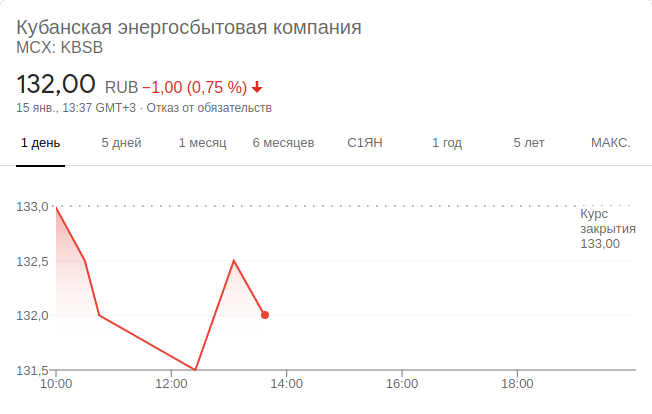 Кубанская энергосбытовая компания
MCX: KBSB
132,00 RUB −1,00 (0,75 %)
15 янв., 13:37 GMT+3 · Отказ от обязательств
1 день 5 дней 1 месяц 6 месяцев С1ЯН 1 год 5 лет МАКС.
133,0
Курс
закрытия
133,00
132,5
132,0
131,5
10:00 12:00 14:00 16:00 18:00